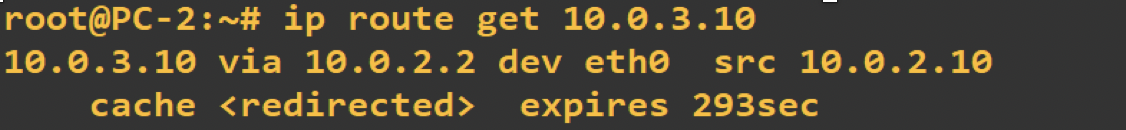 root@PC-2:~# ip route get 10.0.3.10
10.0.3.10 via 10.0.2.2 dev eth0  src 10.0.2.10
    cache <redirected>  expires 293sec